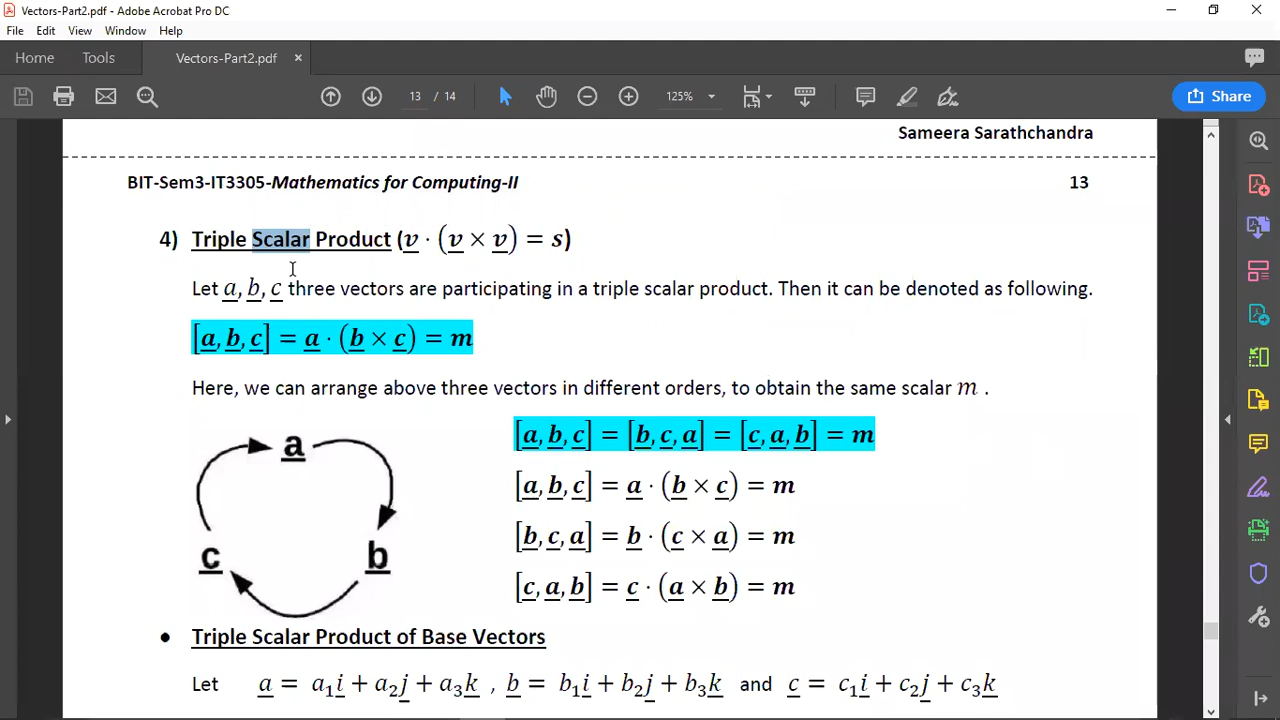 Vectors-Part2.pdf - Adobe Acrobat Pro DC
File Edit View Window Help
Home Tools Vectors-Part2.pdf ×
13 / 14 125% Share
Sameera Sarathchandra
BIT-Sem3-IT3305-Mathematics for Computing-II 13
4) Triple Scalar Product (v · (v × v) = s)
Let a, b, c three vectors are participating in a triple scalar product. Then it can be denoted as following.
[a, b, c] = a · (b × c) = m
Here, we can arrange above three vectors in different orders, to obtain the same scalar m .
a
c b
[a, b, c] = [b, c, a] = [c, a, b] = m
[a, b, c] = a · (b × c) = m
[b, c, a] = b · (c × a) = m
[c, a, b] = c · (a × b) = m
• Triple Scalar Product of Base Vectors
Let a = a₁i + a₂j + a₃k , b = b₁i + b₂j + b₃k and c = c₁i + c₂j + c₃k